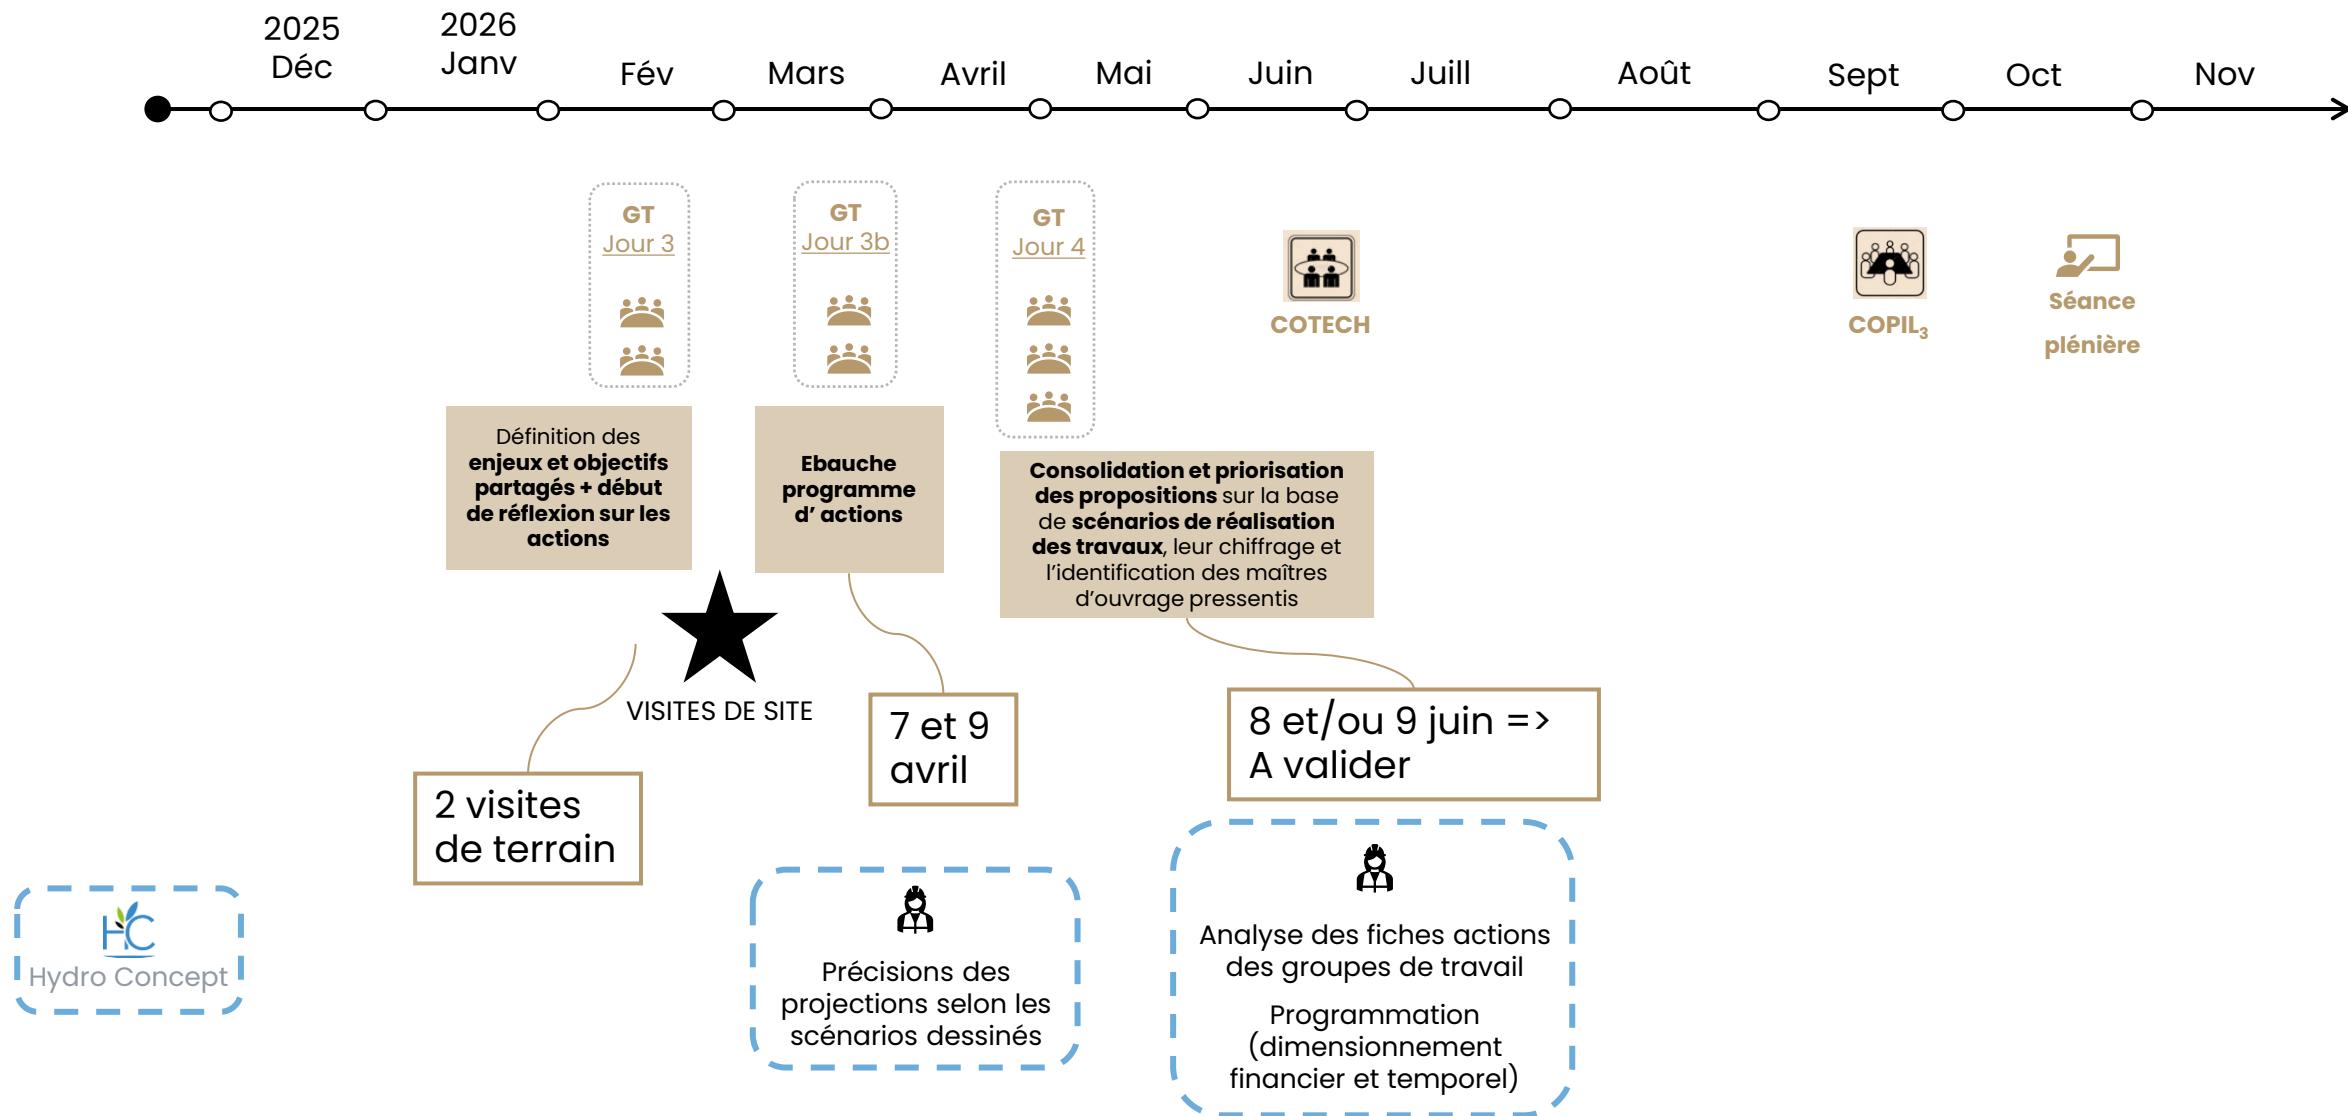 2025
Déc
2026
Janv
Fév
Mars
Avril
Mai
Juin
Juill
Août
Sept
Oct
Nov
GT
Jour 3
GT
Jour 3b
GT
Jour 4
COTECH
COPIL₃
Séance
plénière
Définition des
enjeux et objectifs
partagés + début
de réflexion sur les
actions
Ebauche
programme
d’ actions
Consolidation et priorisation
des propositions sur la base
de scénarios de réalisation
des travaux, leur chiffrage et
l’identification des maîtres
d’ouvrage pressentis
VISITES DE SITE
2 visites
de terrain
7 et 9
avril
8 et/ou 9 juin =>
A valider
HC
Hydro Concept
Précisions des
projections selon les
scénarios dessinés
Analyse des fiches actions
des groupes de travail
Programmation
(dimensionnement
financier et temporel)